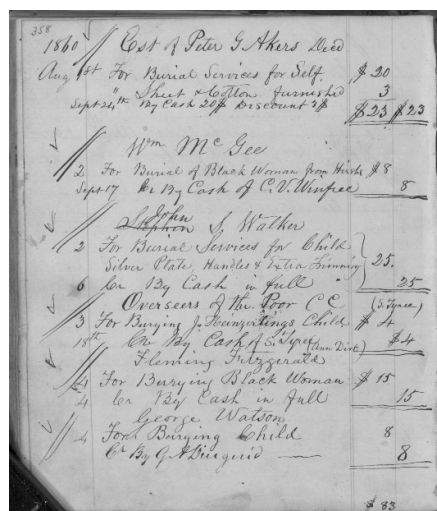 358
1860 Est of Peter G. Akers Decd
Aug 1st For Burial Services for Self. $ 20
" Sheet & Cotton furnished 3
Sept 24th By Cash 20$ Discount 3$ $ 23 $ 23
Wm McGee
2 For Burial of Black Woman from $ 8
Sept 17 Cr By Cash of C. V. Winfree 8
John
Stephen S Walker
2 For Burial Services for Child
Silver Plate, Handles & Extra Trimming 25.
6 Cr By Cash in full 25
Overseers of the Poor C C (S Tyree)
3 For Burying J. Child $ 4
18th Cr By Cash of S. Tyree $4
Fleming Fitzgerald
4 For Burying Black Woman $ 15
4 Cr By Cash in full 15
George Watson
4 For Burying Child 8
Cr By G A 8
$ 83